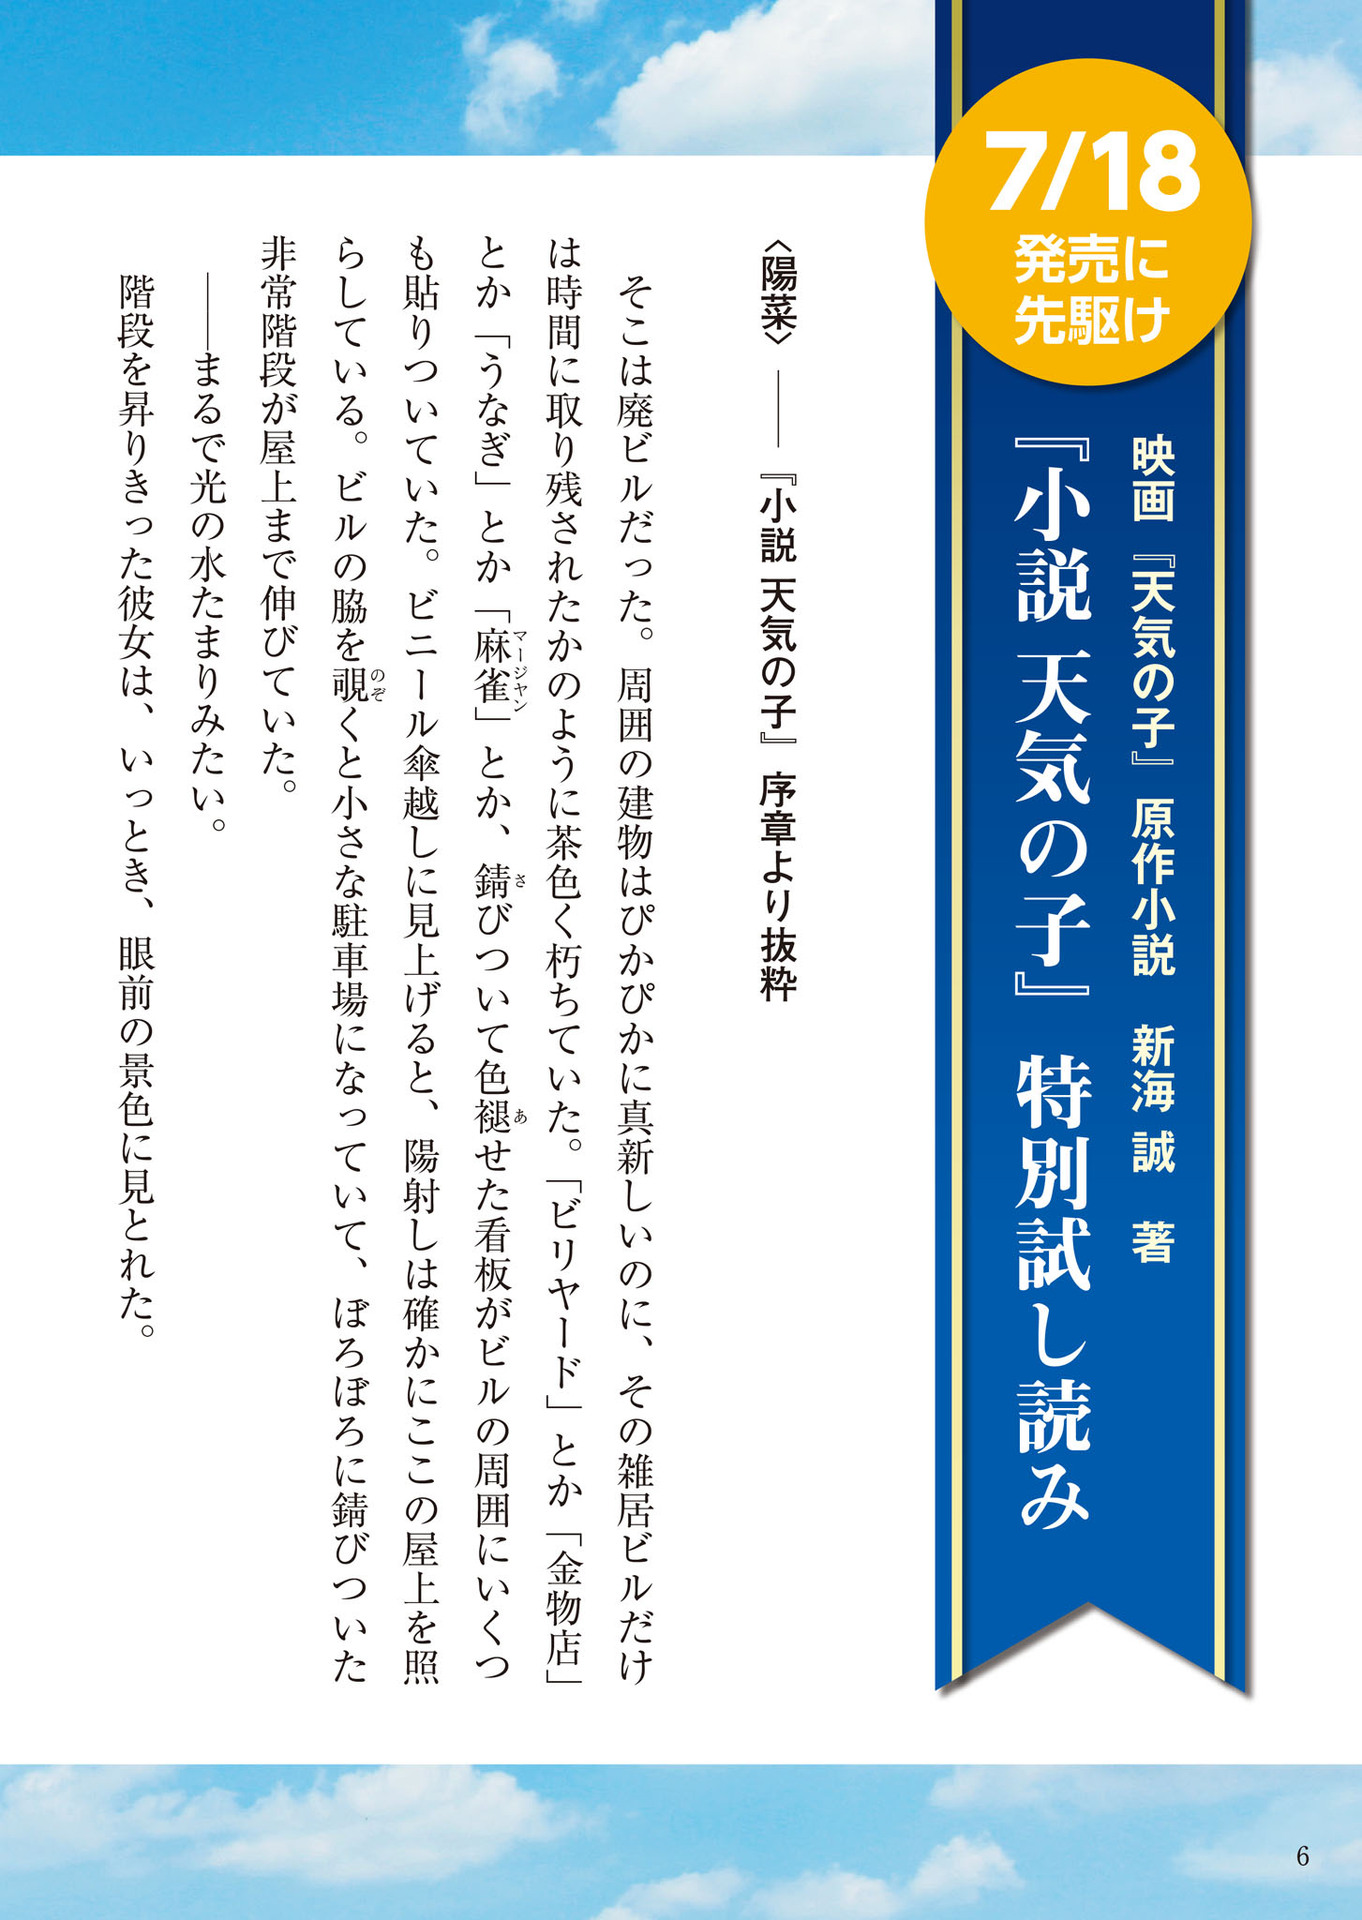 7/18
発売に
先駆け
映画『天気の子』原作小説　新海 誠　著
『小説 天気の子』特別試し読み
〈陽菜〉――『小説 天気の子』序章より抜粋
　そこは廃ビルだった。周囲の建物はぴかぴかに真新しいのに、その雑居ビルだけ
は時間に取り残されたかのように茶色く朽ちていた。「ビリヤード」とか「金物店」
とか「うなぎ」とか「麻雀」とか、錆びついて色褪せた看板がビルの周囲にいくつ
マージャン
さ
あ
も貼りついていた。ビニール傘越しに見上げると、陽射しは確かにここの屋上を照
らしている。ビルの脇を覗くと小さな駐車場になっていて、ぼろぼろに錆びついた
のぞ
非常階段が屋上まで伸びていた。
　――まるで光の水たまりみたい。
　階段を昇りきった彼女は、いっとき、眼前の景色に見とれた。
6